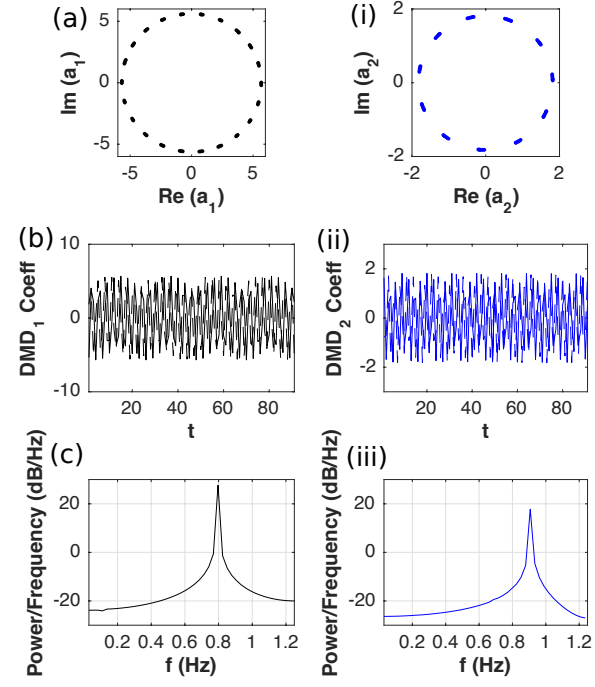 (a)
Im (a1)
5
0
-5
-5 0 5
Re (a1)
(i)
Im (a2)
2
0
-2
-2 0 2
Re (a2)
(b)
DMD1 Coeff
10
0
-10
20 40 60 80
t
(ii)
DMD2 Coeff
2
0
-2
20 40 60 80
t
(c)
Power/Frequency (dB/Hz)
20
0
-20
0.2 0.4 0.6 0.8 1 1.2
f (Hz)
(iii)
Power/Frequency (dB/Hz)
20
0
-20
0.2 0.4 0.6 0.8 1 1.2
f (Hz)